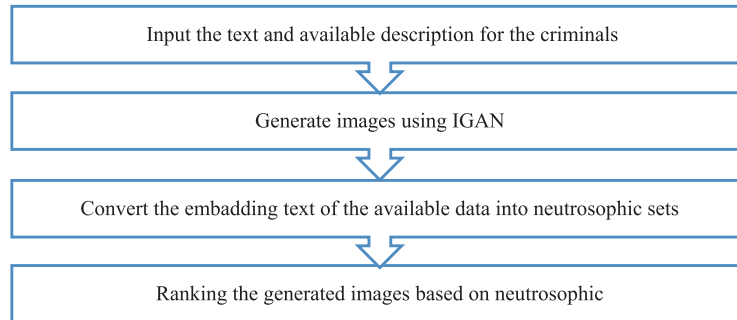 Input the text and available description for the criminals
Generate images using IGAN
Convert the embadding text of the available data into neutrosophic sets
Ranking the generated images based on neutrosophic